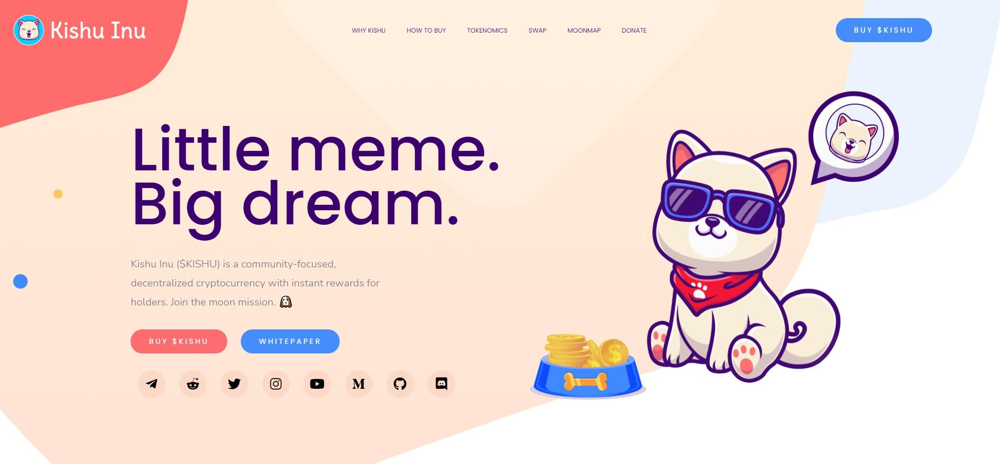 Kishu Inu
WHY KISHU
HOW TO BUY
TOKENOMICS
SWAP
MOONMAP
DONATE
BUY $KISHU
Little meme.
Big dream.
Kishu Inu ($KISHU) is a community-focused,
decentralized cryptocurrency with instant rewards for
holders. Join the moon mission.
BUY $KISHU
WHITEPAPER
M
$